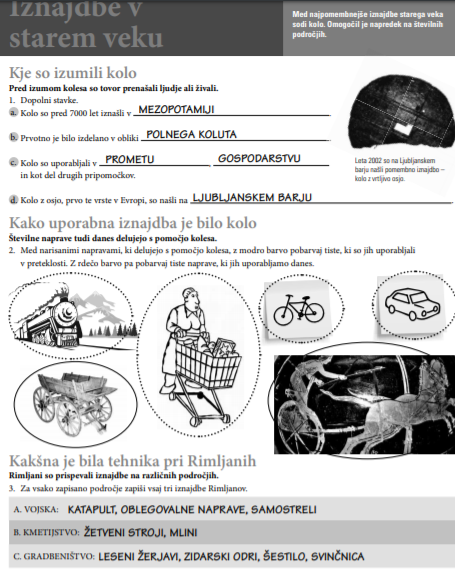 Iznajdbe v
starem veku
Med najpomembnejše iznajdbe starega veka
sodi kolo. Omogočil je napredek na številnih
področjih.
Kje so izumili kolo
Pred izumom kolesa so tovor prenašali ljudje ali živali.
1. Dopolni stavke.
a. Kolo so pred 7000 leti iznašli v MEZOPOTAMIJI
b. Prvotno je bilo izdelano v obliki POLNEGA KOLUTA
c. Kolo so uporabljali v PROMETU, GOSPODARSTVU
in kot del drugih pripomočkov.
d. Kolo z osjo, prvo te vrste v Evropi, so našli na LJUBLJANSKEM BARJU
Leta 2002 so na Ljubljanskem
barju našli pomembno iznajdbo –
kolo z vrtljivo osjo.
Kako uporabna iznajdba je bilo kolo
Številne naprave tudi danes delujejo s pomočjo kolesa.
2. Med narisanimi napravami, ki delujejo s pomočjo kolesa, z modro barvo pobarvaj tiste, ki so jih uporabljali
v preteklosti. Z rdečo barvo pa pobarvaj tiste naprave, ki jih uporabljamo danes.
Kakšna je bila tehnika pri Rimljanih
Rimljani so prispevali iznajdbe na različnih področjih.
3. Za vsako zapisano področje zapiši vsaj tri iznajdbe Rimljanov.
A. VOJSKA: KATAPULT, OBLEGOVALNE NAPRAVE, SAMOSTRELI
B. KMETIJSTVO: ŽETVENI STROJI, MLINI
C. GRADBENIŠTVO: LESENI ŽERJAVI, ZIDARSKI ODRI, ŠESTILO, SVINČNICA